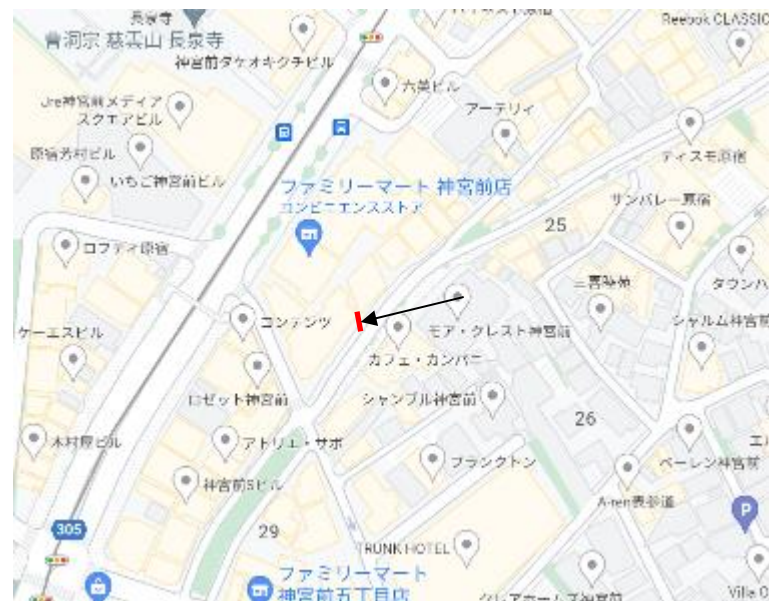 長泉寺
曹洞宗 慈雲山 長泉寺
神宮前タケオキクチビル
Reebok CLASSIC
六英ビル
Jre神宮前メディア
スクエアビル
アーテリィ
原宿芳村ビル
いちご神宮前ビル
ティスモ原宿
ファミリーマート 神宮前店
コンビニエンスストア
サンバレー原宿
25
ロフティ原宿
三喜時苑
タウンハ
ケーエスビル
コンテンツ
モア・クレスト神宮前
シャルム神宮前
カフェ・カンパニー
ロゼット神宮前
シャンブル神宮前
26
木村屋ビル
アトリエ・サボ
プランクトン
ペーレン神宮前
神宮前Sビル
A-ren表参道
P
305
29
TRUNK HOTEL
ファミリーマート
神宮前五丁目店
Villa O